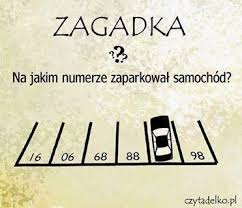 ZAGADKA
??
Na jakim numerze zaparkował samochód?
16 06 68 88 98
czytadelko.pl